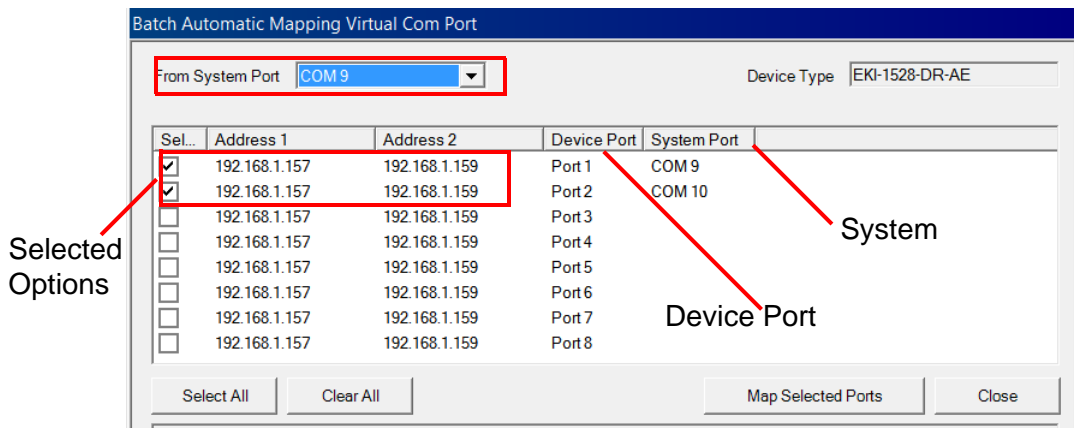 Batch Automatic Mapping Virtual Com Port
From System Port COM 9 Device Type EKI-1528-DR-AE
Sel... Address 1 Address 2 Device Port System Port
192.168.1.157 192.168.1.159 Port 1 COM 9
192.168.1.157 192.168.1.159 Port 2 COM 10
192.168.1.157 192.168.1.159 Port 3
192.168.1.157 192.168.1.159 Port 4
192.168.1.157 192.168.1.159 Port 5
192.168.1.157 192.168.1.159 Port 6
192.168.1.157 192.168.1.159 Port 7
192.168.1.157 192.168.1.159 Port 8
Selected
Options
System
Device Port
Select All Clear All Map Selected Ports Close